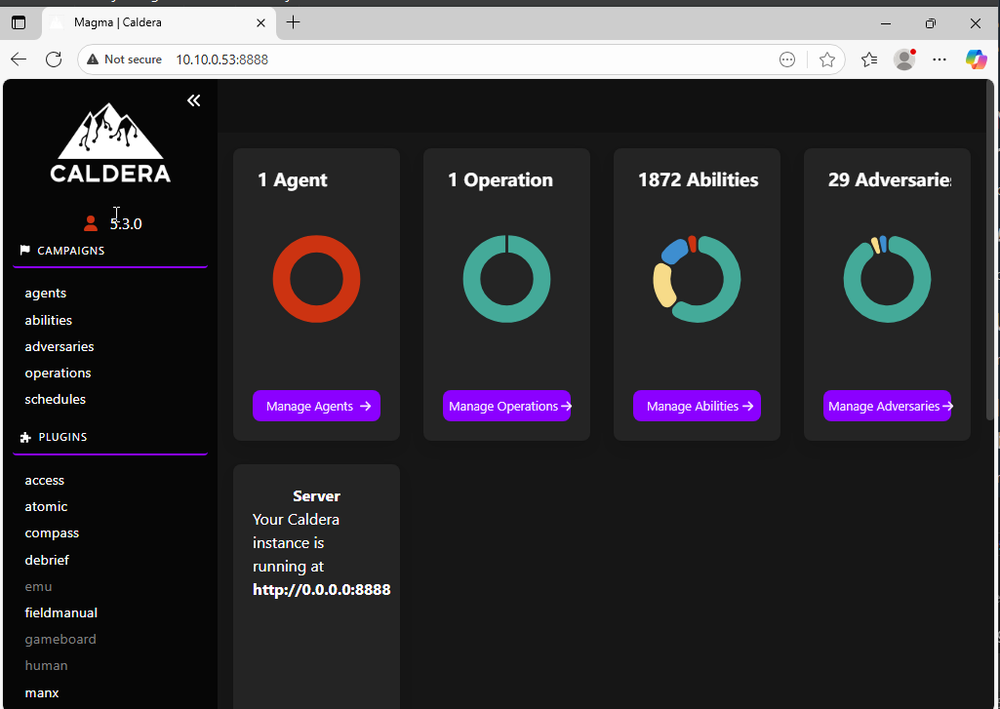 Magma | Caldera
Not secure 10.10.0.53:8888
CALDERA
5.3.0
CAMPAIGNS
agents
abilities
adversaries
operations
schedules
PLUGINS
access
atomic
compass
debrief
emu
fieldmanual
gameboard
human
manx
1 Agent
Manage Agents
1 Operation
Manage Operations
1872 Abilities
Manage Abilities
29 Adversarie
Manage Adversaries
Server
Your Caldera
instance is
running at
http://0.0.0.0:8888